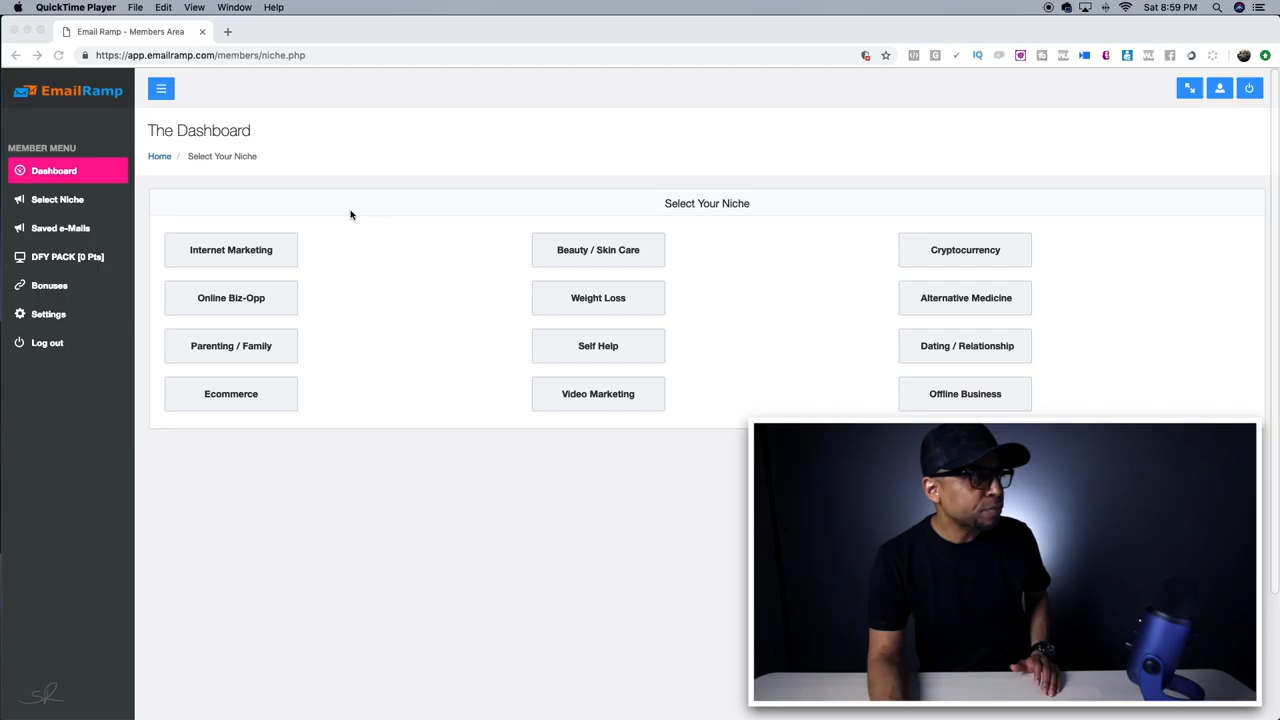 QuickTime Player File Edit View Window Help Sat 8:59 PM
Email Ramp - Members Area
https://app.emailramp.com/members/niche.php
EmailRamp
The Dashboard
Home / Select Your Niche
MEMBER MENU
Dashboard
Select Niche
Saved e-Mails
DFY PACK [0 Pts]
Bonuses
Settings
Log out
Select Your Niche
Internet Marketing Beauty / Skin Care Cryptocurrency
Online Biz-Opp Weight Loss Alternative Medicine
Parenting / Family Self Help Dating / Relationship
Ecommerce Video Marketing Offline Business